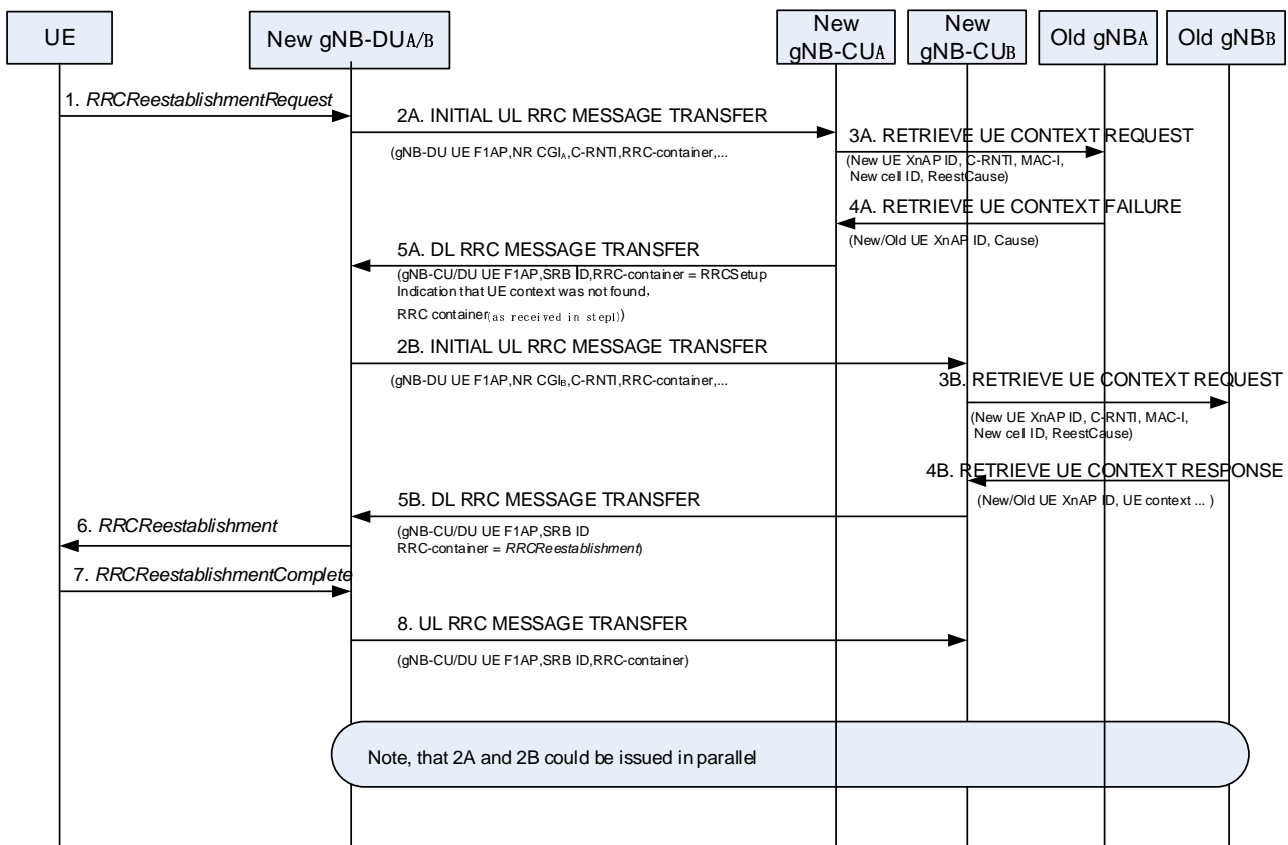 UE
New gNB-DUA/B
New
gNB-CUA
New
gNB-CUB
Old gNBA
Old gNBB
1. RRCReestablishmentRequest
2A. INITIAL UL RRC MESSAGE TRANSFER
(gNB-DU UE F1AP,NR CGIA,C-RNTI,RRC-container,...
3A. RETRIEVE UE CONTEXT REQUEST
(New UE XnAP ID, C-RNTI, MAC-I,
New cell ID, ReestCause)
4A. RETRIEVE UE CONTEXT FAILURE
(New/Old UE XnAP ID, Cause)
5A. DL RRC MESSAGE TRANSFER
(gNB-CU/DU UE F1AP,SRB ID,RRC-container = RRCSetup
Indication that UE context was not found,
RRC container(as received in step1))
2B. INITIAL UL RRC MESSAGE TRANSFER
(gNB-DU UE F1AP,NR CGIB,C-RNTI,RRC-container,...
3B. RETRIEVE UE CONTEXT REQUEST
(New UE XnAP ID, C-RNTI, MAC-I,
New cell ID, ReestCause)
4B. RETRIEVE UE CONTEXT RESPONSE
(New/Old UE XnAP ID, UE context ... )
5B. DL RRC MESSAGE TRANSFER
(gNB-CU/DU UE F1AP,SRB ID
RRC-container = RRCReestablishment)
6. RRCReestablishment
7. RRCReestablishmentComplete
8. UL RRC MESSAGE TRANSFER
(gNB-CU/DU UE F1AP,SRB ID,RRC-container)
Note, that 2A and 2B could be issued in parallel